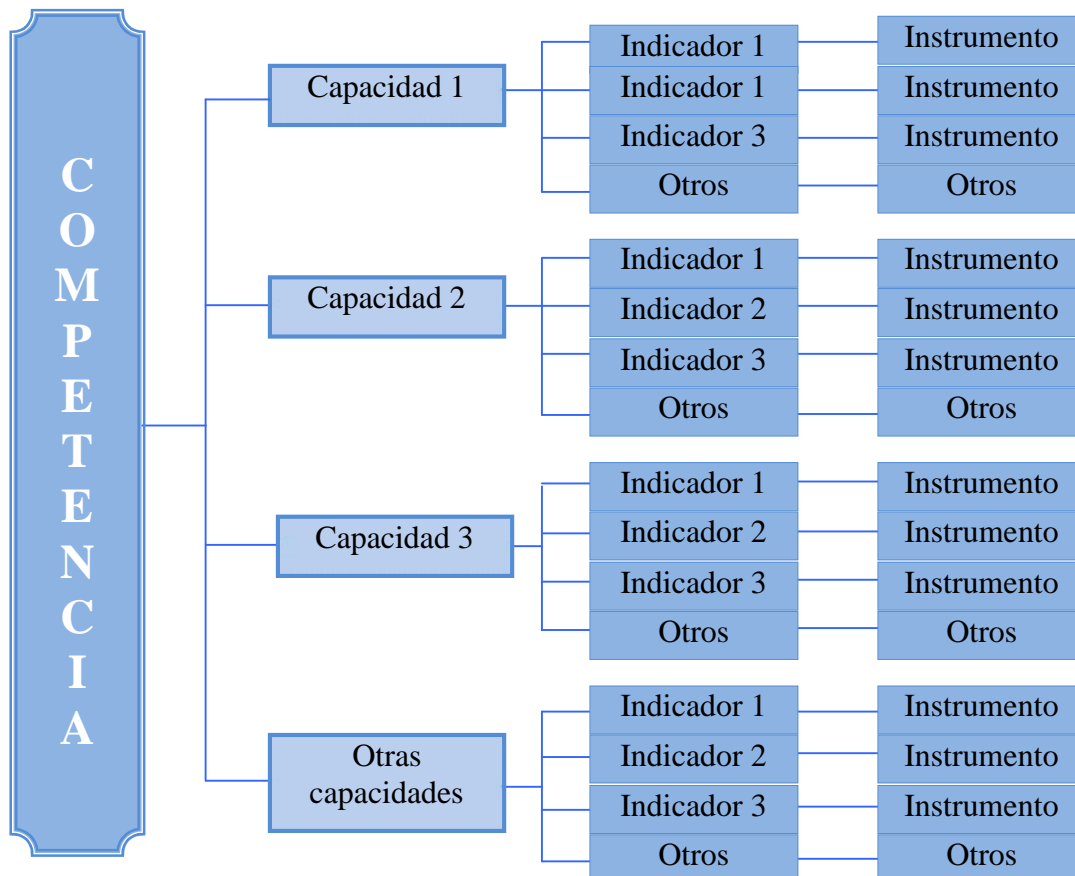 COMPETENCIA
Capacidad 1
Indicador 1
Instrumento
Indicador 1
Instrumento
Indicador 3
Instrumento
Otros
Otros
Capacidad 2
Indicador 1
Instrumento
Indicador 2
Instrumento
Indicador 3
Instrumento
Otros
Otros
Capacidad 3
Indicador 1
Instrumento
Indicador 2
Instrumento
Indicador 3
Instrumento
Otros
Otros
Otras
capacidades
Indicador 1
Instrumento
Indicador 2
Instrumento
Indicador 3
Instrumento
Otros
Otros